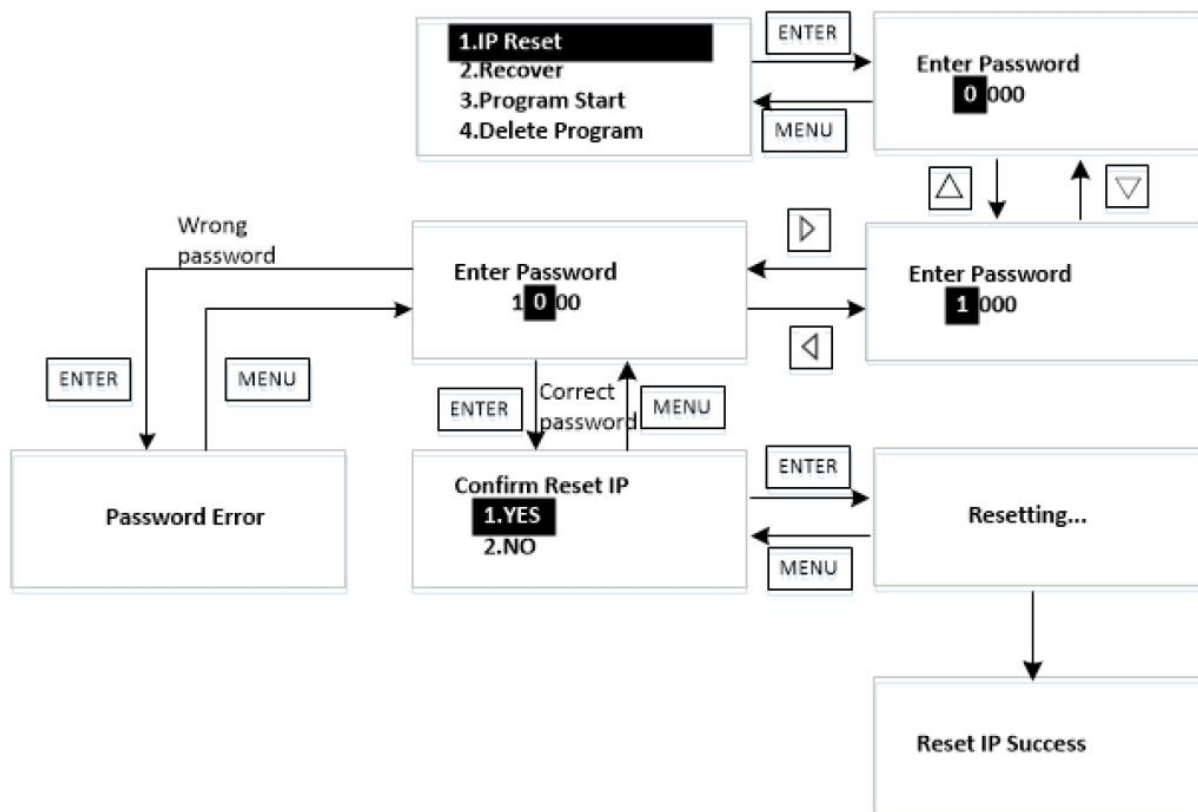 1.IP Reset
2.Recover
3.Program Start
4.Delete Program
ENTER
MENU
Enter Password
0000
Wrong
password
Enter Password
1000
Enter Password
1000
ENTER
MENU
ENTER
Correct
password
MENU
Password Error
Confirm Reset IP
1.YES
2.NO
ENTER
MENU
Resetting...
Reset IP Success